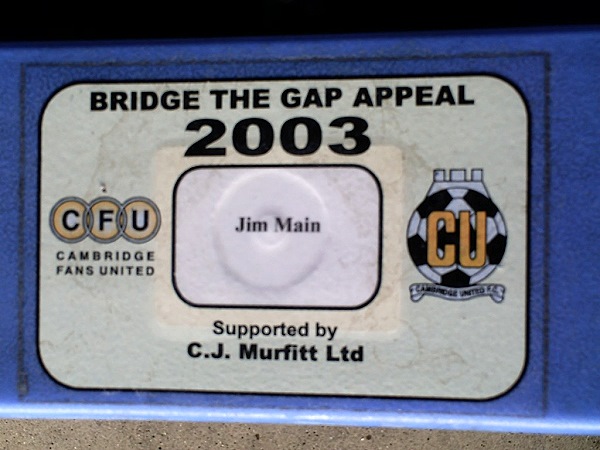 BRIDGE THE GAP APPEAL
2003
Jim Main
CFU
CAMBRIDGE
FANS UNITED
CU
CAMBRIDGE UNITED F.C.
Supported by
C.J. Murfitt Ltd